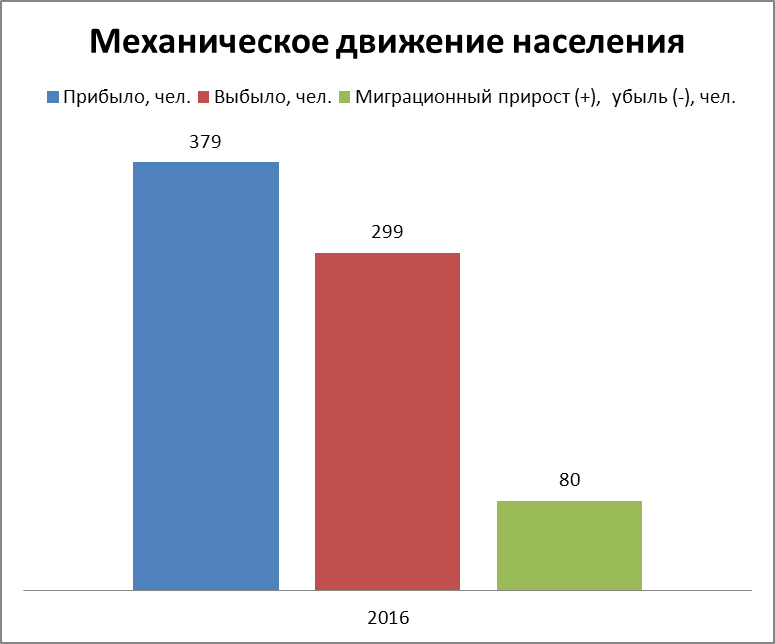 Механическое движение населения
Прибыло, чел. Выбыло, чел. Миграционный прирост (+), убыль (-), чел.
379
299
80
2016